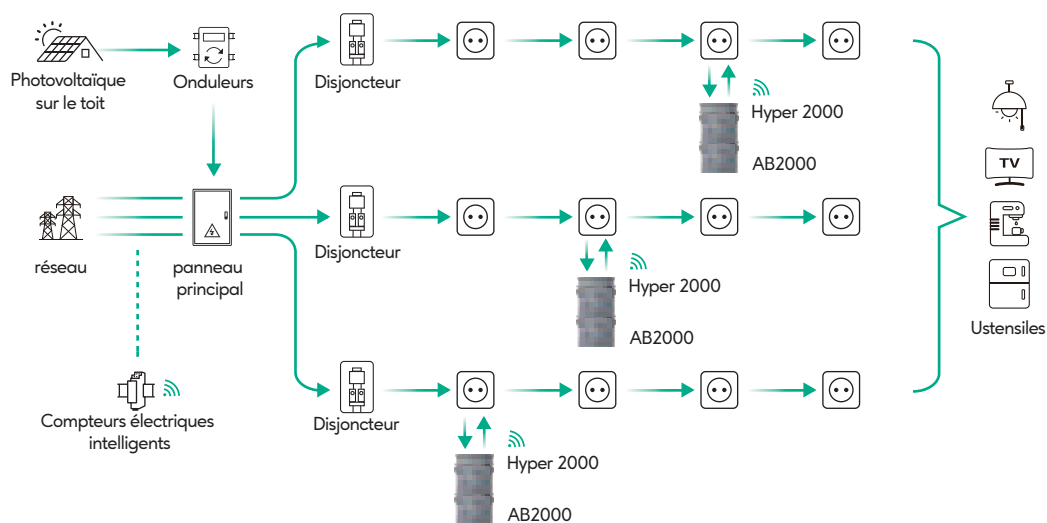 Photovoltaïque
sur le toit
Onduleurs
Disjoncteur
Hyper 2000
AB2000
TV
réseau
panneau
principal
Disjoncteur
Hyper 2000
AB2000
Ustensiles
Compteurs électriques
intelligents
Disjoncteur
Hyper 2000
AB2000